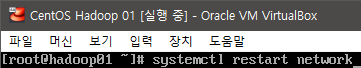 CentOS Hadoop 01 [실행 중] - Oracle VM VirtualBox
파일 머신 보기 입력 장치 도움말
[root@hadoop01 ~]# systemctl restart network